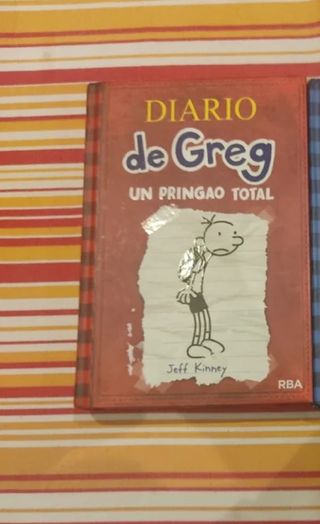 DIARIO
de Greg
UN PRINGAO TOTAL
Jeff Kinney
RBA